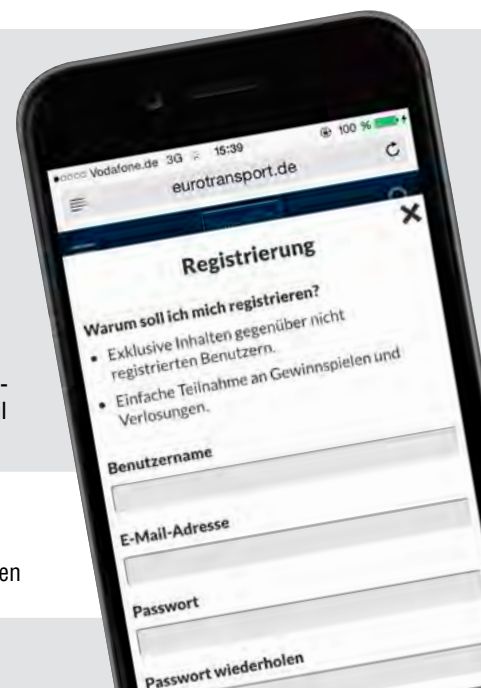 Vodafone.de 3G 15:39 100 %
eurotransport.de
Registrierung
Warum soll ich mich registrieren?
• Exklusive Inhalten gegenüber nicht
registrierten Benutzern.
• Einfache Teilnahme an Gewinnspielen und
Verlosungen.
Benutzername
E-Mail-Adresse
Passwort
Passwort wiederholen
-
l
en